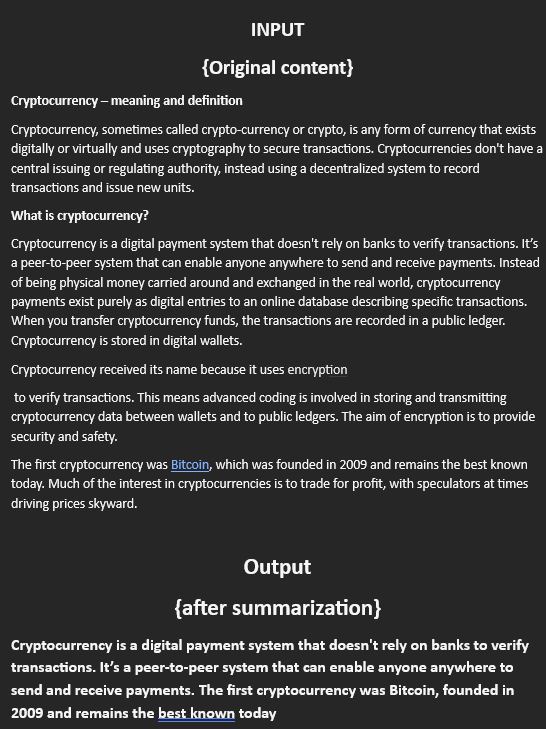 INPUT
{Original content}
Cryptocurrency – meaning and definition
Cryptocurrency, sometimes called crypto-currency or crypto, is any form of currency that exists
digitally or virtually and uses cryptography to secure transactions. Cryptocurrencies don't have a
central issuing or regulating authority, instead using a decentralized system to record
transactions and issue new units.
What is cryptocurrency?
Cryptocurrency is a digital payment system that doesn't rely on banks to verify transactions. It’s
a peer-to-peer system that can enable anyone anywhere to send and receive payments. Instead
of being physical money carried around and exchanged in the real world, cryptocurrency
payments exist purely as digital entries to an online database describing specific transactions.
When you transfer cryptocurrency funds, the transactions are recorded in a public ledger.
Cryptocurrency is stored in digital wallets.
Cryptocurrency received its name because it uses encryption
to verify transactions. This means advanced coding is involved in storing and transmitting
cryptocurrency data between wallets and to public ledgers. The aim of encryption is to provide
security and safety.
The first cryptocurrency was Bitcoin, which was founded in 2009 and remains the best known
today. Much of the interest in cryptocurrencies is to trade for profit, with speculators at times
driving prices skyward.
Output
{after summarization}
Cryptocurrency is a digital payment system that doesn't rely on banks to verify
transactions. It’s a peer-to-peer system that can enable anyone anywhere to
send and receive payments. The first cryptocurrency was Bitcoin, founded in
2009 and remains the best known today